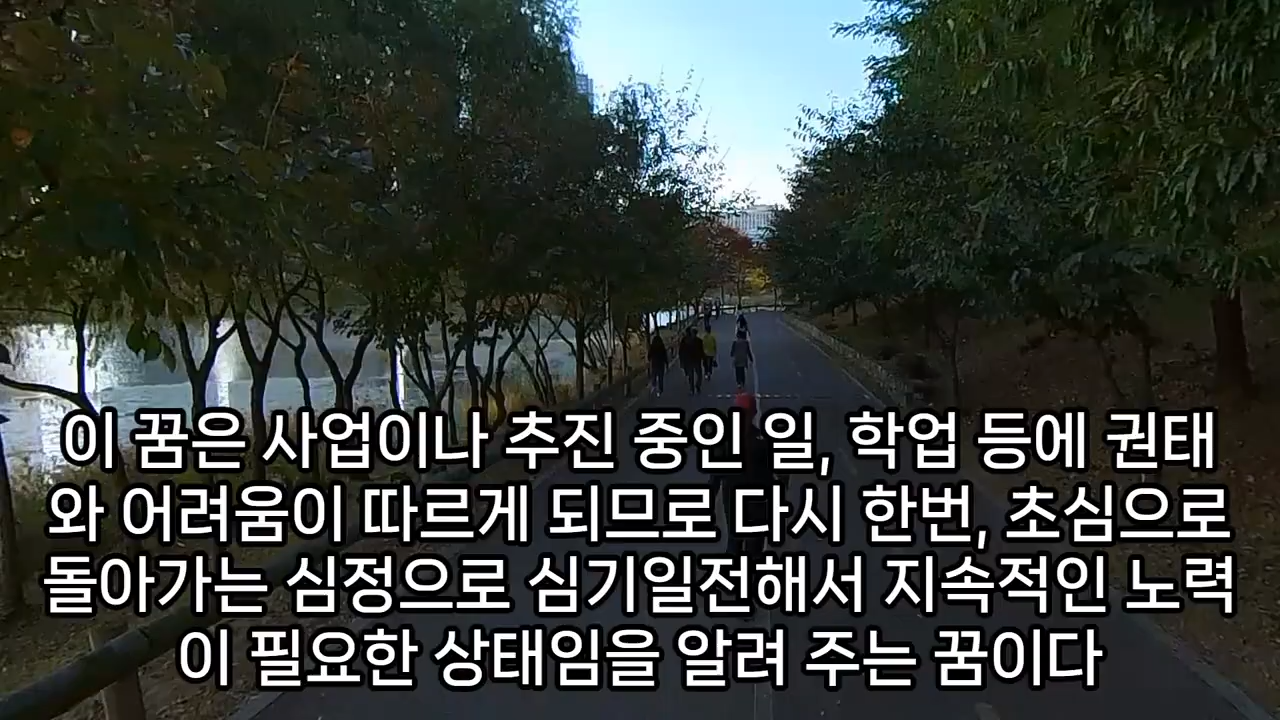 이 꿈은 사업이나 추진 중인 일, 학업 등에 권태
와 어려움이 따르게 되므로 다시 한번, 초심으로
돌아가는 심정으로 심기일전해서 지속적인 노력
이 필요한 상태임을 알려 주는 꿈이다